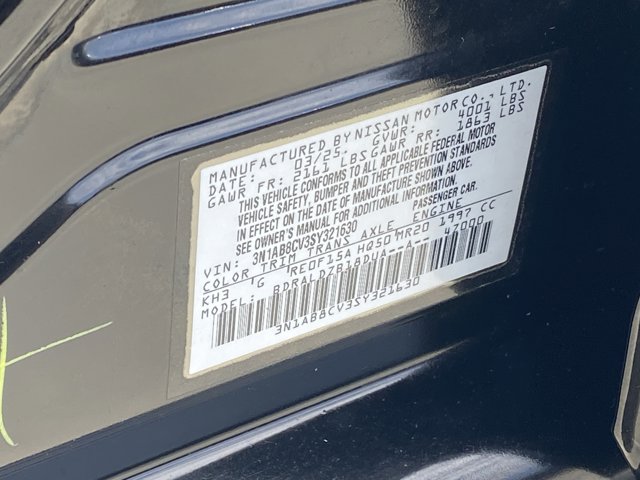 MANUFACTURED BY NISSAN MOTOR CO., LTD.
DATE: 03/25 GVWR: 4001 LBS
GAWR FR: 2161 LBS GAWR RR: 1863 LBS
THIS VEHICLE CONFORMS TO ALL APPLICABLE FEDERAL MOTOR
VEHICLE SAFETY, BUMPER AND THEFT PREVENTION STANDARDS
IN EFFECT ON THE DATE OF MANUFACTURE SHOWN ABOVE.
SEE OWNER'S MANUAL FOR ADDITIONAL INFORMATION.
VIN: 3N1AB8CV3SY321630 PASSENGER CAR.
COLOR TRIM TRANS AXLE ENGINE
KH3 G RE0F15A HQ50 MR20 1997 CC
MODEL: BDRALDZB18DUA--A-- 47000
3N1AB8CV3SY321630